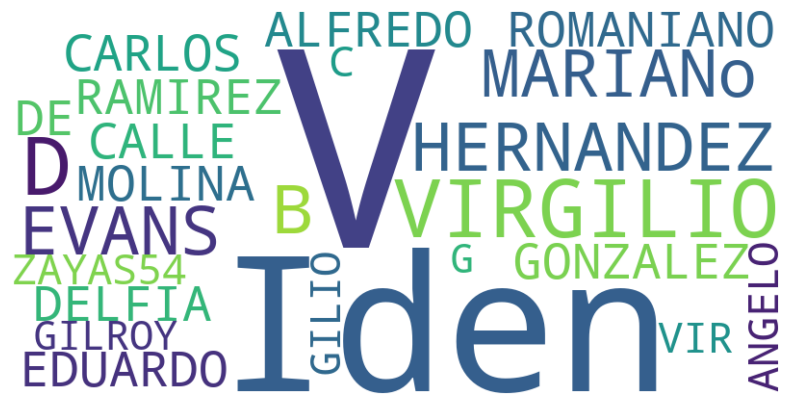 ALFREDO ROMANIANO
CARLOS C MARIANo
RAMIREZ
DE V HERNANDEZ
CALLE
D MOLINA B VIRGILIO
EVANS
ZAYAS54 G GONZALEZ
DELFIA GILIO Iden ANGELO
GILROY VIR
EDUARDO